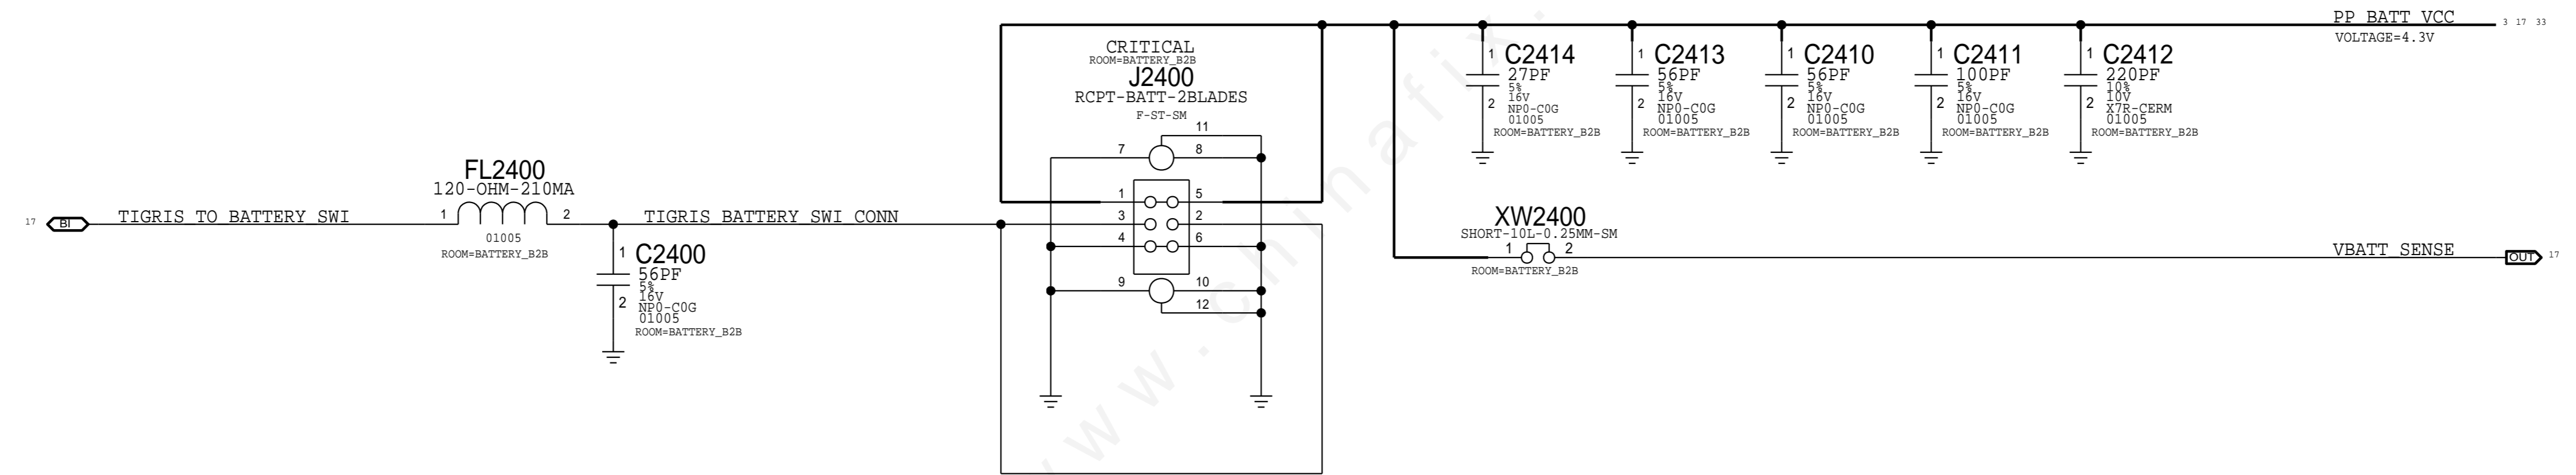 PP_BATT_VCC 3 17 33
VOLTAGE=4.3V
CRITICAL
ROOM=BATTERY_B2B
J2400
RCPT-BATT-2BLADES
F-ST-SM
11
7 8
1 5
3 2
4 6
9 10
12
1 C2414
27PF
5%
16V
2 NP0-C0G
01005
ROOM=BATTERY_B2B
1 C2413
56PF
5%
16V
2 NP0-C0G
01005
ROOM=BATTERY_B2B
1 C2410
56PF
5%
16V
2 NP0-C0G
01005
ROOM=BATTERY_B2B
1 C2411
100PF
5%
16V
2 NP0-C0G
01005
ROOM=BATTERY_B2B
1 C2412
220PF
10%
10V
2 X7R-CERM
01005
ROOM=BATTERY_B2B
FL2400
120-OHM-210MA
17 BI TIGRIS_TO_BATTERY_SWI 1 2 TIGRIS_BATTERY_SWI_CONN
01005
ROOM=BATTERY_B2B
1 C2400
56PF
5%
16V
2 NP0-C0G
01005
ROOM=BATTERY_B2B
XW2400
SHORT-10L-0.25MM-SM
1 2
ROOM=BATTERY_B2B
VBATT_SENSE OUT 17
w w . c h i n a f i x .